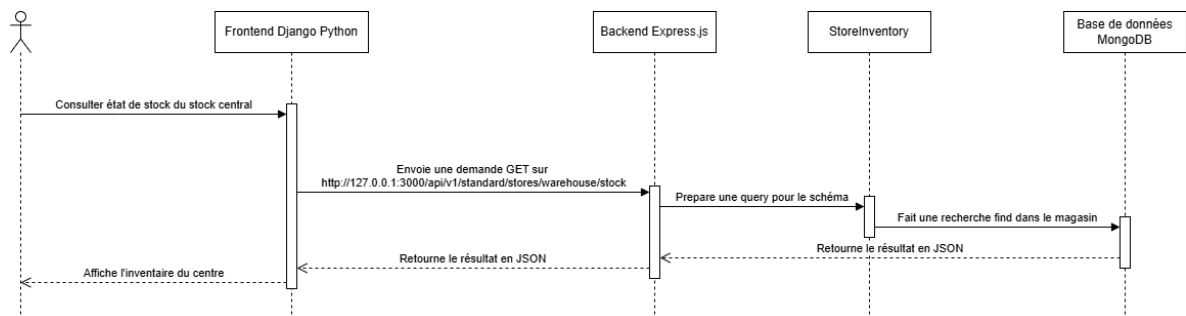 Frontend Django Python
Backend Express.js
StoreInventory
Base de données
MongoDB
Consulter état de stock du stock central
Envoie une demande GET sur
http://127.0.0.1:3000/api/v1/standard/stores/warehouse/stock
Prepare une query pour le schéma
Fait une recherche find dans le magasin
Retourne le résultat en JSON
Retourne le résultat en JSON
Affiche l'inventaire du centre